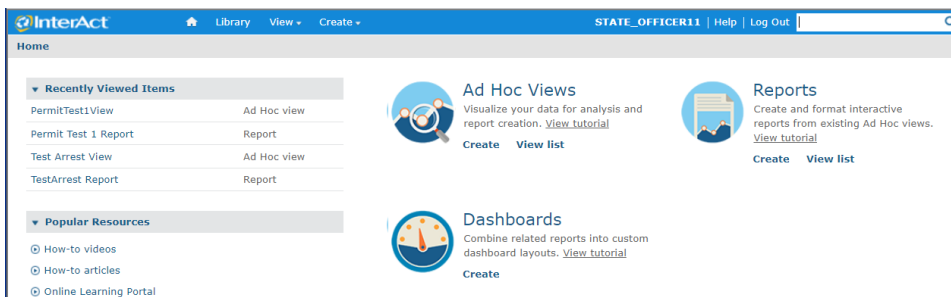 InterAct Library View Create STATE_OFFICER11 | Help | Log Out
Home
Recently Viewed Items
PermitTest1View Ad Hoc view
Permit Test 1 Report Report
Test Arrest View Ad Hoc view
TestArrest Report Report
Popular Resources
How-to videos
How-to articles
Online Learning Portal
Ad Hoc Views
Visualize your data for analysis and
report creation. View tutorial
Create View list
Reports
Create and format interactive
reports from existing Ad Hoc views.
View tutorial
Create View list
Dashboards
Combine related reports into custom
dashboard layouts. View tutorial
Create